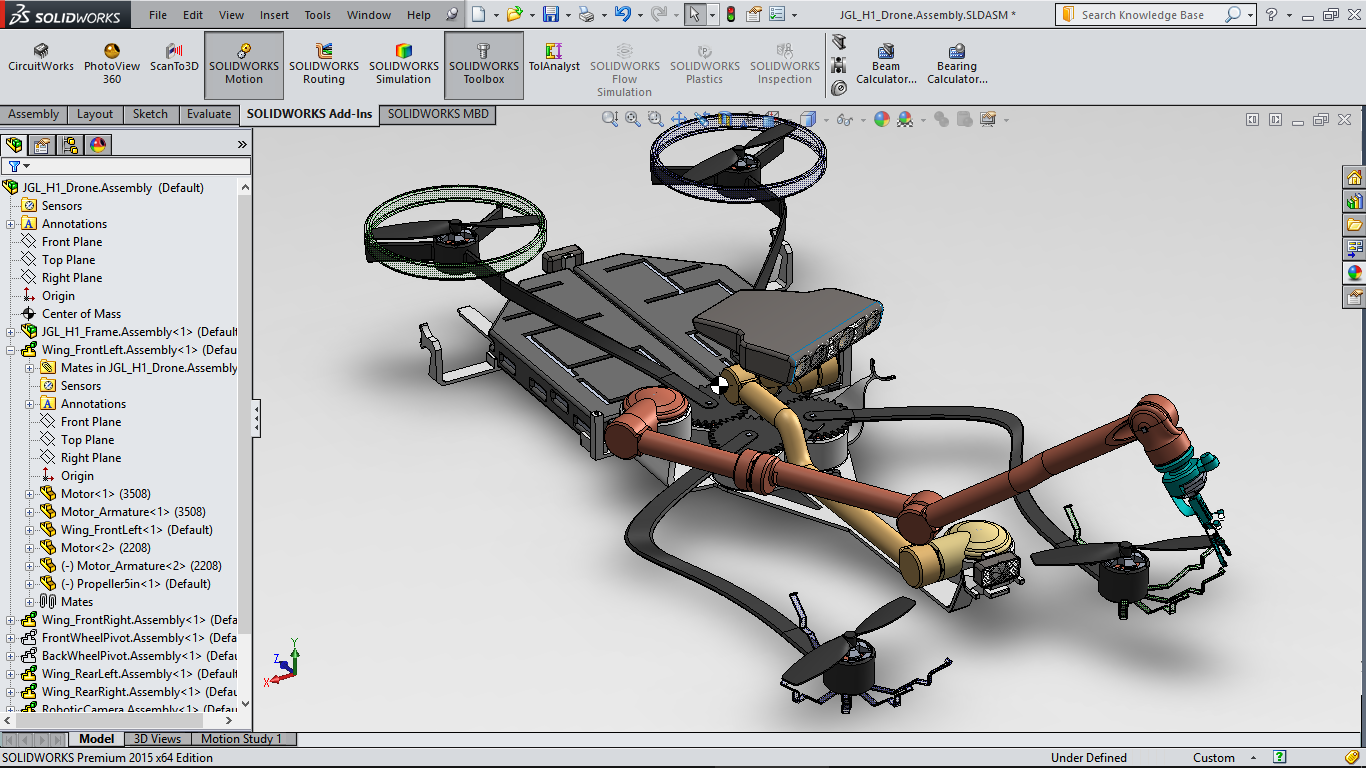 SOLIDWORKS
File Edit View Insert Tools Window Help
JGL_H1_Drone.Assembly.SLDASM *
Search Knowledge Base
CircuitWorks
PhotoView
360
ScanTo3D
SOLIDWORKS
Motion
SOLIDWORKS
Routing
SOLIDWORKS
Simulation
SOLIDWORKS
Toolbox
TolAnalyst
SOLIDWORKS
Flow
Simulation
SOLIDWORKS
Plastics
SOLIDWORKS
Inspection
Beam
Calculator...
Bearing
Calculator...
Assembly Layout Sketch Evaluate SOLIDWORKS Add-Ins SOLIDWORKS MBD
JGL_H1_Drone.Assembly (Default)
Sensors
Annotations
Front Plane
Top Plane
Right Plane
Origin
Center of Mass
JGL_H1_Frame.Assembly<1> (Default
Wing_FrontLeft.Assembly<1> (Defau
Mates in JGL_H1_Drone.Assembly
Sensors
Annotations
Front Plane
Top Plane
Right Plane
Origin
Motor<1> (3508)
Motor_Armature<1> (3508)
Wing_FrontLeft<1> (Default)
Motor<2> (2208)
(-) Motor_Armature<2> (2208)
(-) Propeller5in<1> (Default)
Mates
Wing_FrontRight.Assembly<1> (Defa
FrontWheelPivot.Assembly<1> (Defa
BackWheelPivot.Assembly<1> (Defau
Wing_RearLeft.Assembly<1> (Defau
Wing_RearRight.Assembly<1> (Defau
RoboticCamera.Assembly<1> (Defau
Y
Z
X
Model 3D Views Motion Study 1
SOLIDWORKS Premium 2015 x64 Edition
Under Defined
Custom